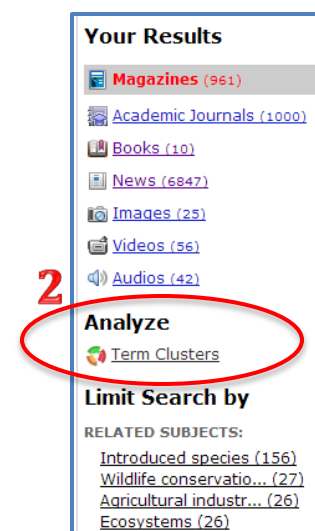 Your Results
Magazines (961)
Academic Journals (1000)
Books (10)
News (6847)
Images (25)
Videos (56)
2
Audios (42)
Analyze
Term Clusters
Limit Search by
RELATED SUBJECTS:
Introduced species (156)
Wildlife conservatio... (27)
Agricultural industr... (26)
Ecosystems (26)